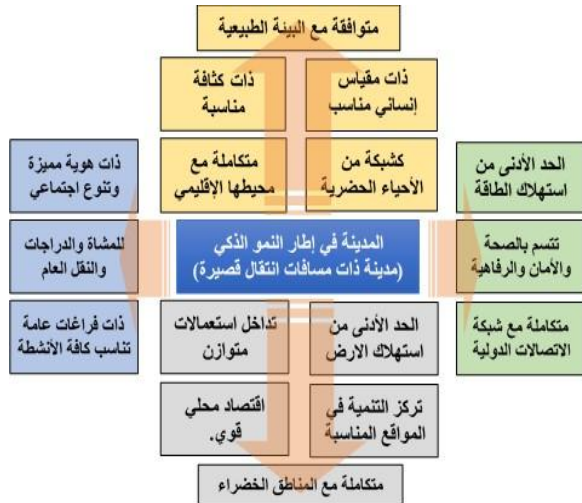 متوافقة مع البيئة الطبيعية
ذات مقياس
إنساني مناسب
ذات كثافة
مناسبة
كشبكة من
الأحياء الحضرية
متكاملة مع
محيطها الإقليمي
الحد الأدنى من
استهلاك الطاقة
تتسم بالصحة
والأمان والرفاهية
متكاملة مع شبكة
الاتصالات الدولية
المدينة في إطار النمو الذكي
(مدينة ذات مسافات انتقال قصيرة)
ذات هوية مميزة
وتنوع اجتماعي
للمشاة والدراجات
والنقل العام
ذات فراغات عامة
تناسب كافة الأنشطة
الحد الأدنى من
استهلاك الارض
تداخل استعمالات
متوازن
تركز التنمية في
المواقع المناسبة
اقتصاد محلي
قوي.
متكاملة مع المناطق الخضراء